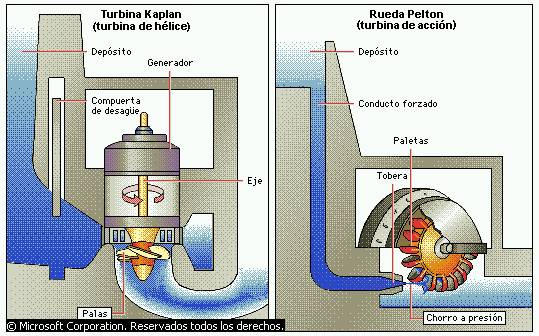 Turbina Kaplan
(turbina de hélice)
Depósito
Generador
Compuerta
de desagüe
Eje
Palas
Rueda Pelton
(turbina de acción)
Depósito
Conducto forzado
Paletas
Tobera
Chorro a presión
© Microsoft Corporation. Reservados todos los derechos.